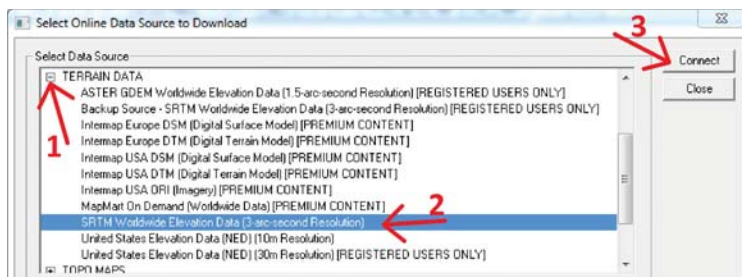 Select Online Data Source to Download
3
Select Data Source
Connect
TERRAIN DATA
ASTER GDEM Worldwide Elevation Data (1.5-arc-second Resolution) [REGISTERED USERS ONLY]
Close
Backup Source - SRTM Worldwide Elevation Data (3-arc-second Resolution) [REGISTERED USERS ONLY]
Intermap Europe DSM (Digital Surface Model) [PREMIUM CONTENT]
Intermap Europe DTM (Digital Terrain Model) [PREMIUM CONTENT]
1
Intermap USA DSM (Digital Surface Model) [PREMIUM CONTENT]
Intermap USA DTM (Digital Terrain Model) [PREMIUM CONTENT]
Intermap USA ORI (Imagery) [PREMIUM CONTENT]
MapMart On Demand (Worldwide Data) [PREMIUM CONTENT]
2
SRTM Worldwide Elevation Data (3-arc-second Resolution)
United States Elevation Data (NED) (10m Resolution)
United States Elevation Data (NED) (30m Resolution) [REGISTERED USERS ONLY]
TOPO MAPS